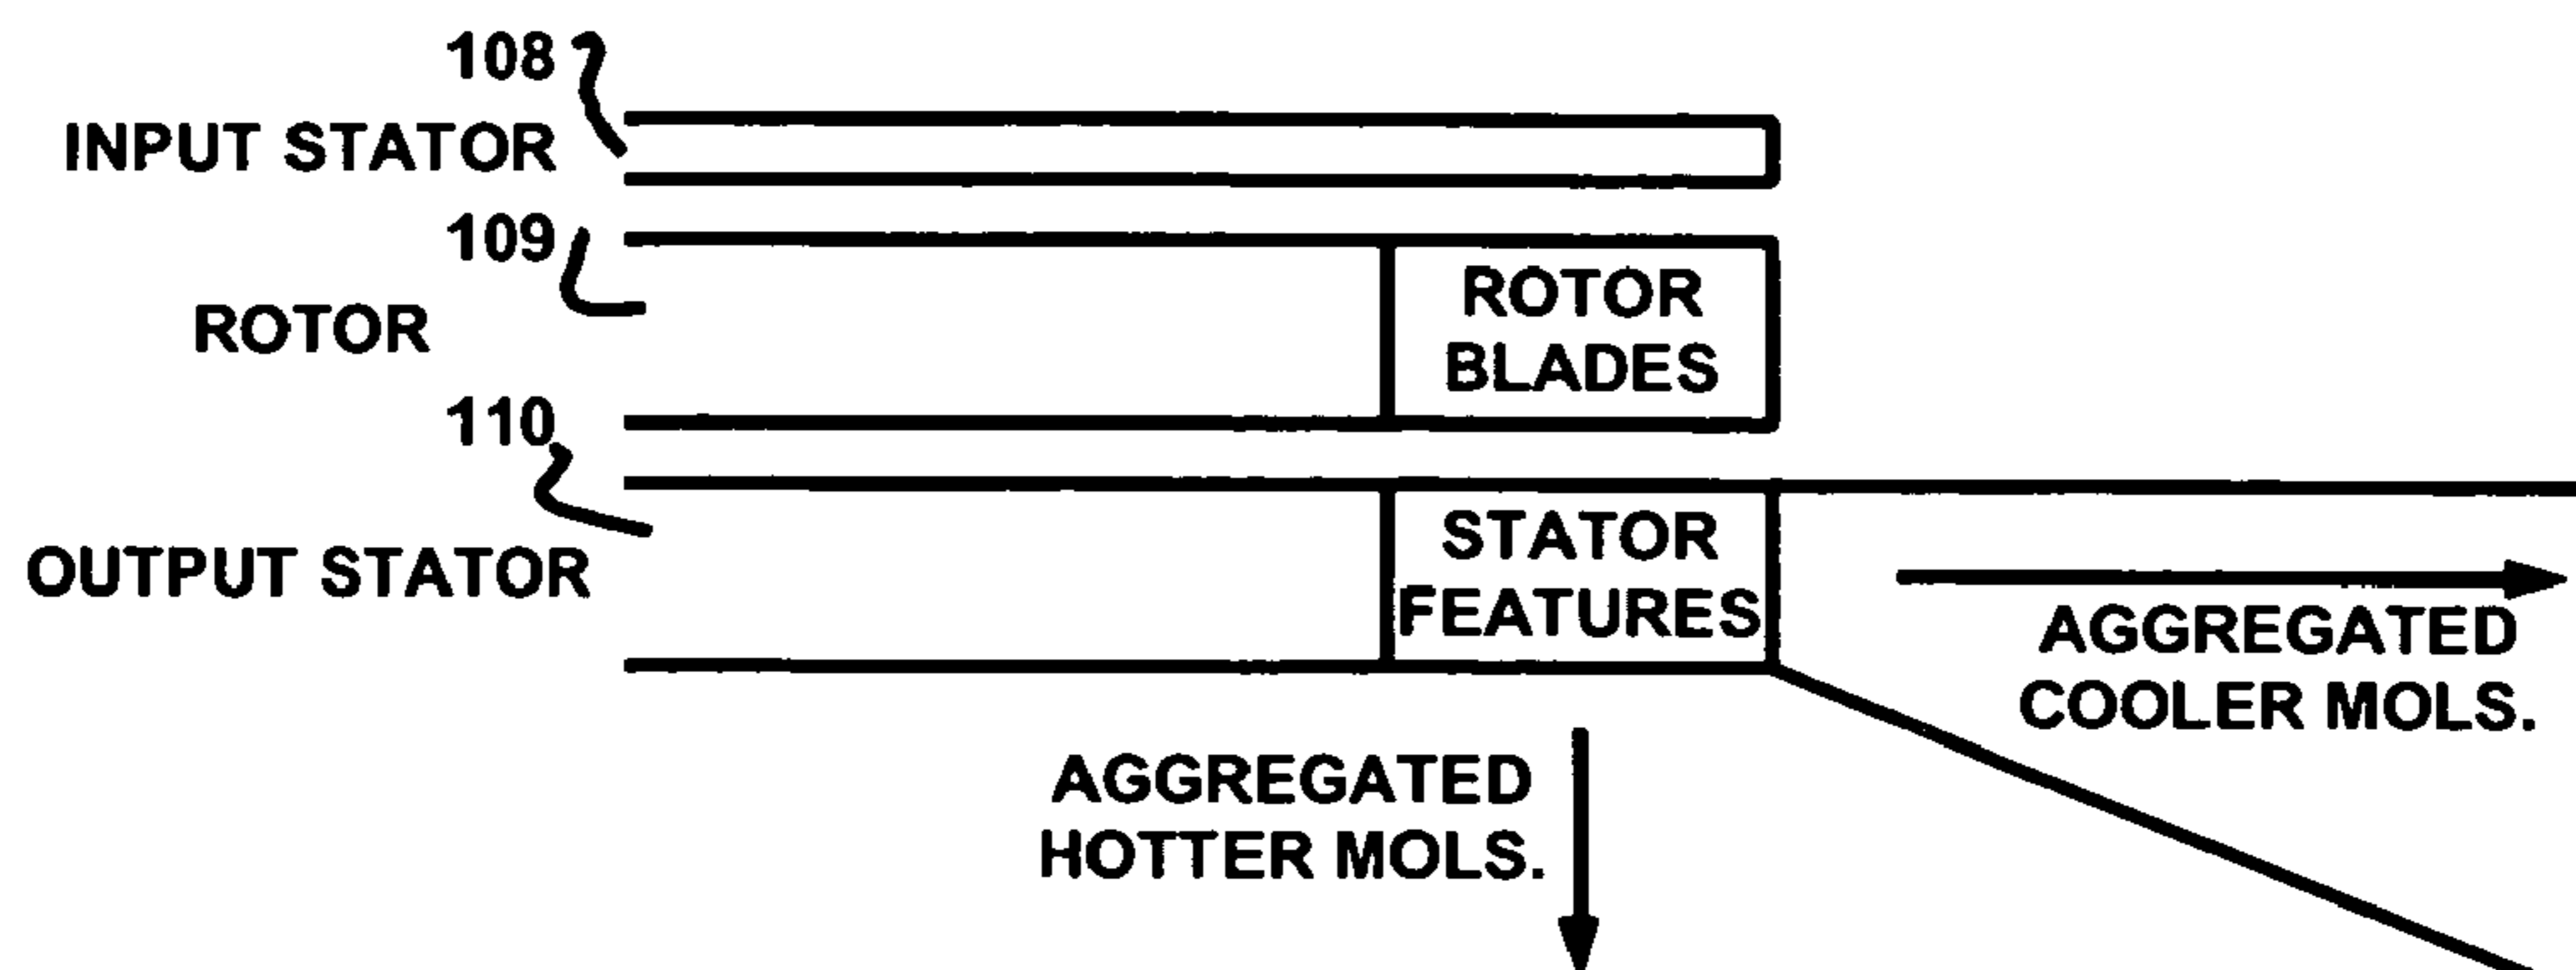 108
INPUT STATOR
109
ROTOR
110
OUTPUT STATOR
ROTOR
BLADES
STATOR
FEATURES
AGGREGATED
COOLER MOLS.
AGGREGATED
HOTTER MOLS.